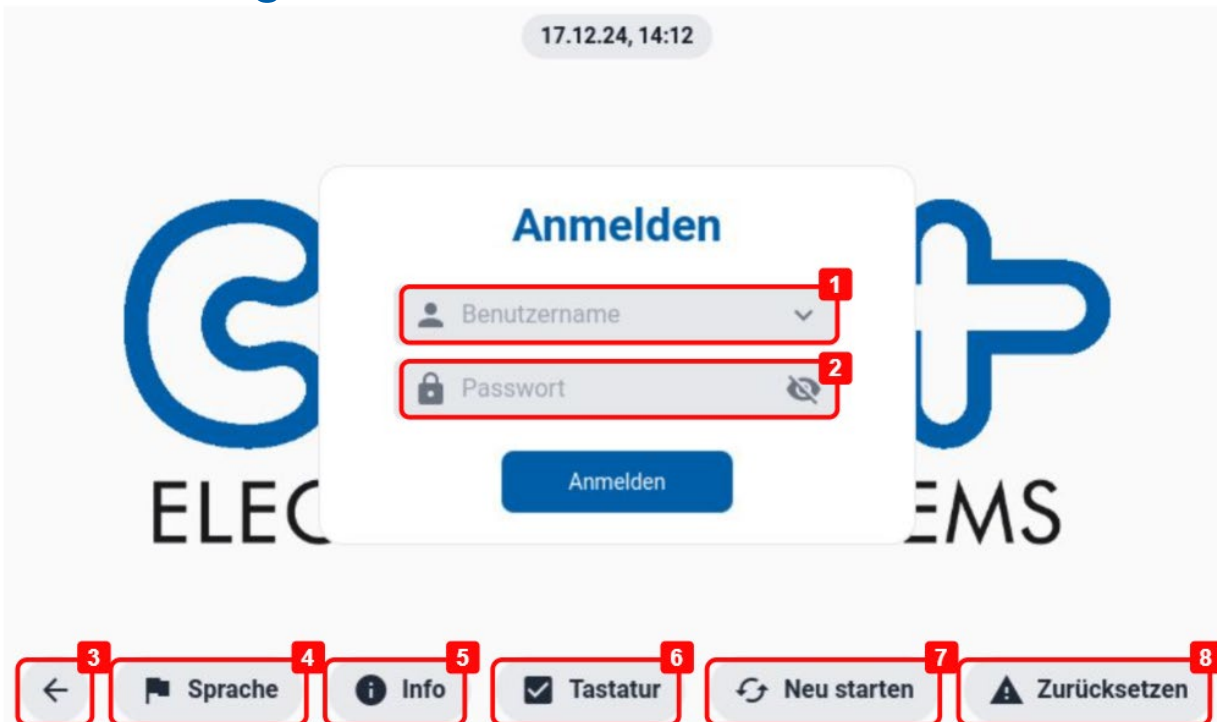 17.12.24, 14:12
Anmelden
1
Benutzername
2
Passwort
Anmelden
ELEC
EMS
3
4
5
6
7
8
Sprache
Info
Tastatur
Neu starten
Zurücksetzen